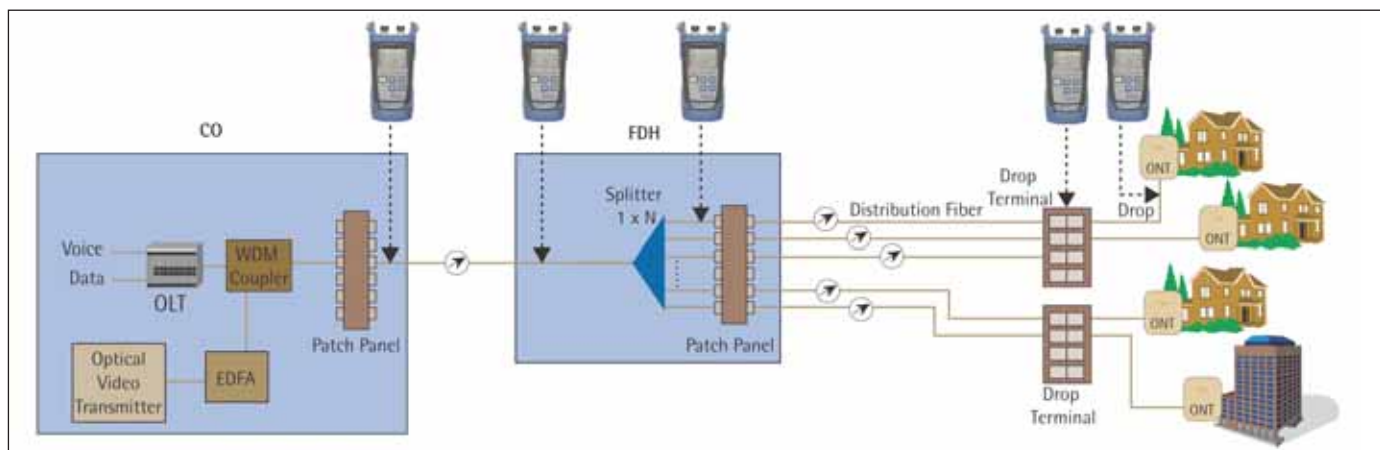 CO
FDH
Splitter
1 x N
Drop
Terminal
ONT
Distribution Fiber
Drop
ONT
Voice
Data
WDM
Coupler
OLT
Patch Panel
Patch Panel
ONT
Optical
Video
Transmitter
EDFA
Drop
Terminal
ONT